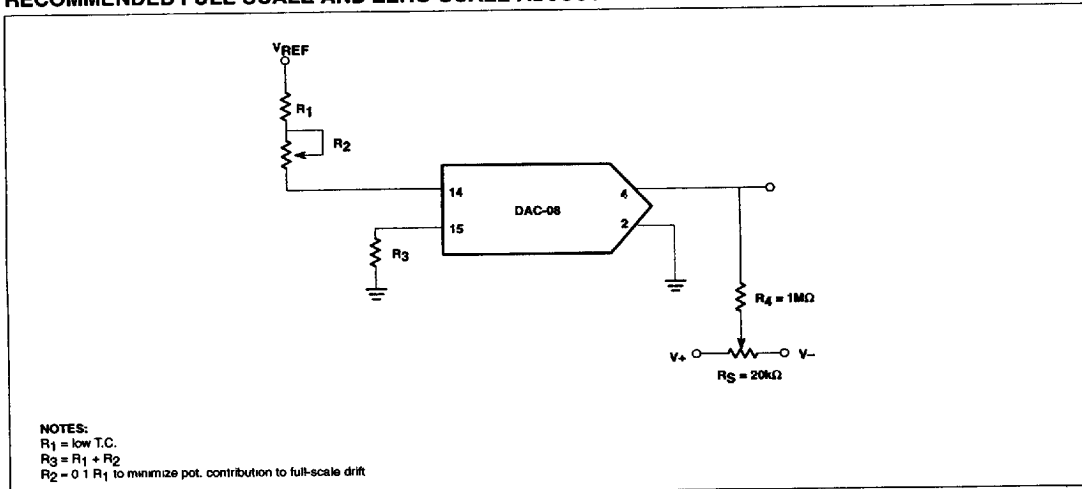 VREF
R1
R2
14
4
DAC-08
15
2
R3
R4 = 1MΩ
V+
V–
RS = 20kΩ
NOTES:
R1 = low T.C.
R3 = R1 + R2
R2 = 0 1 R1 to minimize pot. contribution to full-scale drift